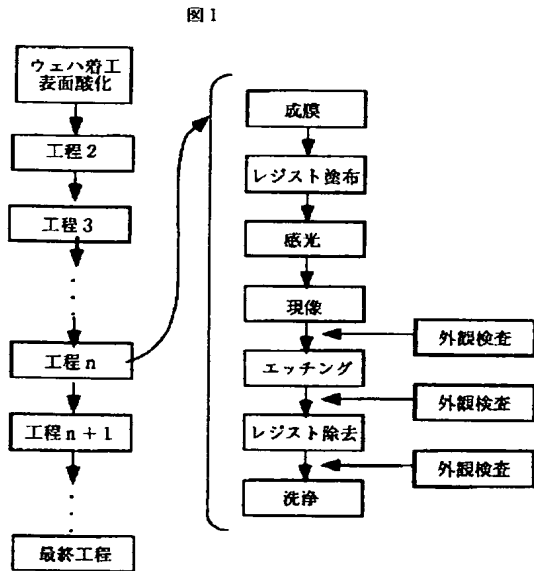 図1
ウェハ着工
表面酸化
工程2
工程3
工程n
工程n+1
最終工程
成膜
レジスト塗布
感光
現像
エッチング
レジスト除去
洗浄
外観検査
外観検査
外観検査